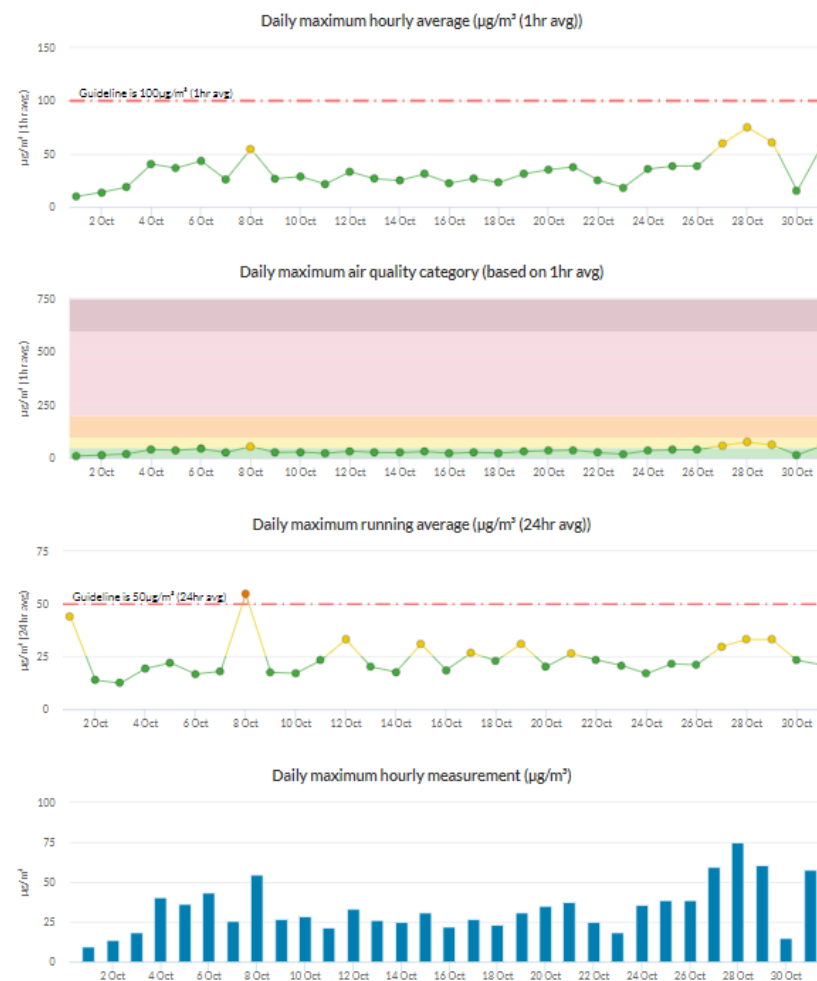 Daily maximum hourly average (µg/m³ (1hr avg))
150
Guideline is 100µg/m³ (1hr avg)
100
µg/m³ (1hr avg)
50
0
2 Oct 4 Oct 6 Oct 8 Oct 10 Oct 12 Oct 14 Oct 16 Oct 18 Oct 20 Oct 22 Oct 24 Oct 26 Oct 28 Oct 30 Oct
Daily maximum air quality category (based on 1hr avg)
750
500
µg/m³ (1hr avg)
250
0
2 Oct 4 Oct 6 Oct 8 Oct 10 Oct 12 Oct 14 Oct 16 Oct 18 Oct 20 Oct 22 Oct 24 Oct 26 Oct 28 Oct 30 Oct
Daily maximum running average (µg/m³ (24hr avg))
75
Guideline is 50µg/m³ (24hr avg)
50
µg/m³ (24hr avg)
25
0
2 Oct 4 Oct 6 Oct 8 Oct 10 Oct 12 Oct 14 Oct 16 Oct 18 Oct 20 Oct 22 Oct 24 Oct 26 Oct 28 Oct 30 Oct
Daily maximum hourly measurement (µg/m³)
100
75
µg/m³
50
25
0
2 Oct 4 Oct 6 Oct 8 Oct 10 Oct 12 Oct 14 Oct 16 Oct 18 Oct 20 Oct 22 Oct 24 Oct 26 Oct 28 Oct 30 Oct